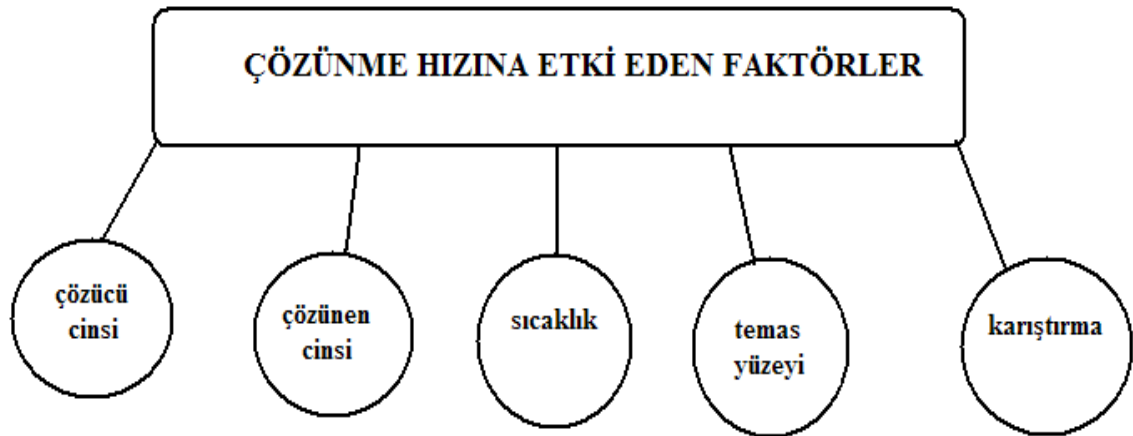 ÇÖZÜNME HIZINA ETKİ EDEN FAKTÖRLER
çözücü
cinsi
çözünen
cinsi
sıcaklık
temas
yüzeyi
karıştırma